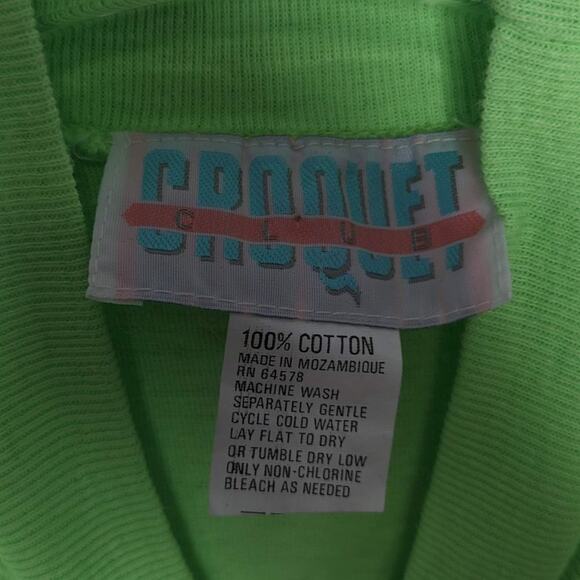 CROQUET
CLUB
100% COTTON
MADE IN MOZAMBIQUE
RN 64578
MACHINE WASH
SEPARATELY GENTLE
CYCLE COLD WATER
LAY FLAT TO DRY
OR TUMBLE DRY LOW
ONLY NON-CHLORINE
BLEACH AS NEEDED